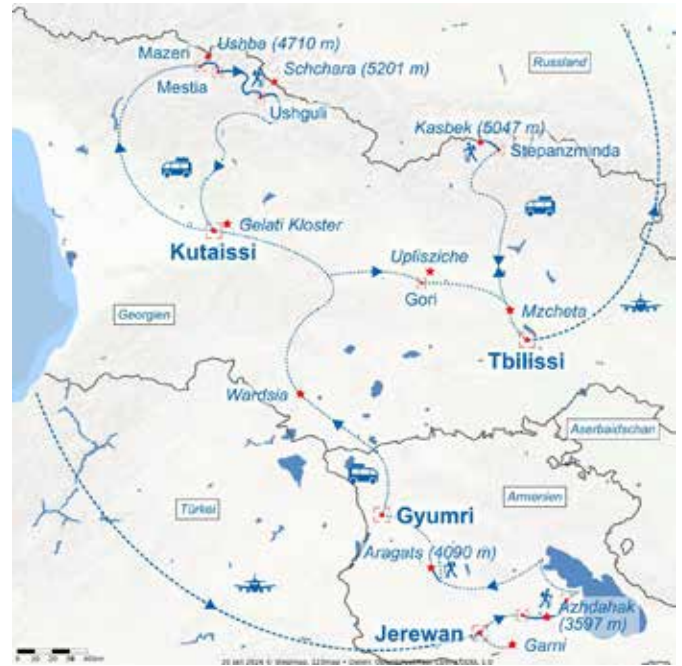 Ushba (4710 m)
Mazeri
Schchara (5201 m)
Mestia
Russland
Ushguli
Kasbek (5047 m)
Stepanzminda
Gelati Kloster
Kutaissi
Uplisziche
Gori
Mzcheta
Georgien
Tbilissi
Wardsia
Aserbaidschan
Türkei
Armenien
Gyumri
Aragats (4090 m)
Azhdahak
(3597 m)
Jerewan
Garni